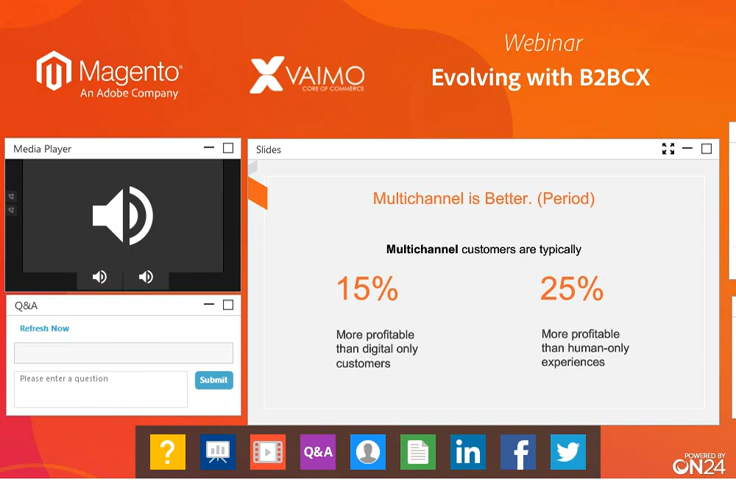 Magento®
An Adobe Company
VAIMO
CORE OF COMMERCE
Webinar
Evolving with B2BCX
Media Player
Q&A
Refresh Now
Please enter a question
Submit
Slides
Multichannel is Better. (Period)
Multichannel customers are typically
15%
More profitable
than digital only
customers
25%
More profitable
than human-only
experiences
?
Q&A
in
f
POWERED BY
ON24